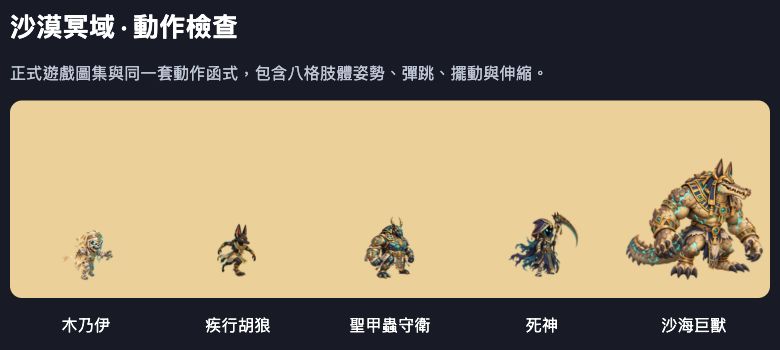 沙漠冥域 · 動作檢查
正式遊戲圖集與同一套動作函式，包含八格肢體姿勢、彈跳、擺動與伸縮。
木乃伊
疾行胡狼
聖甲蟲守衛
死神
沙海巨獸